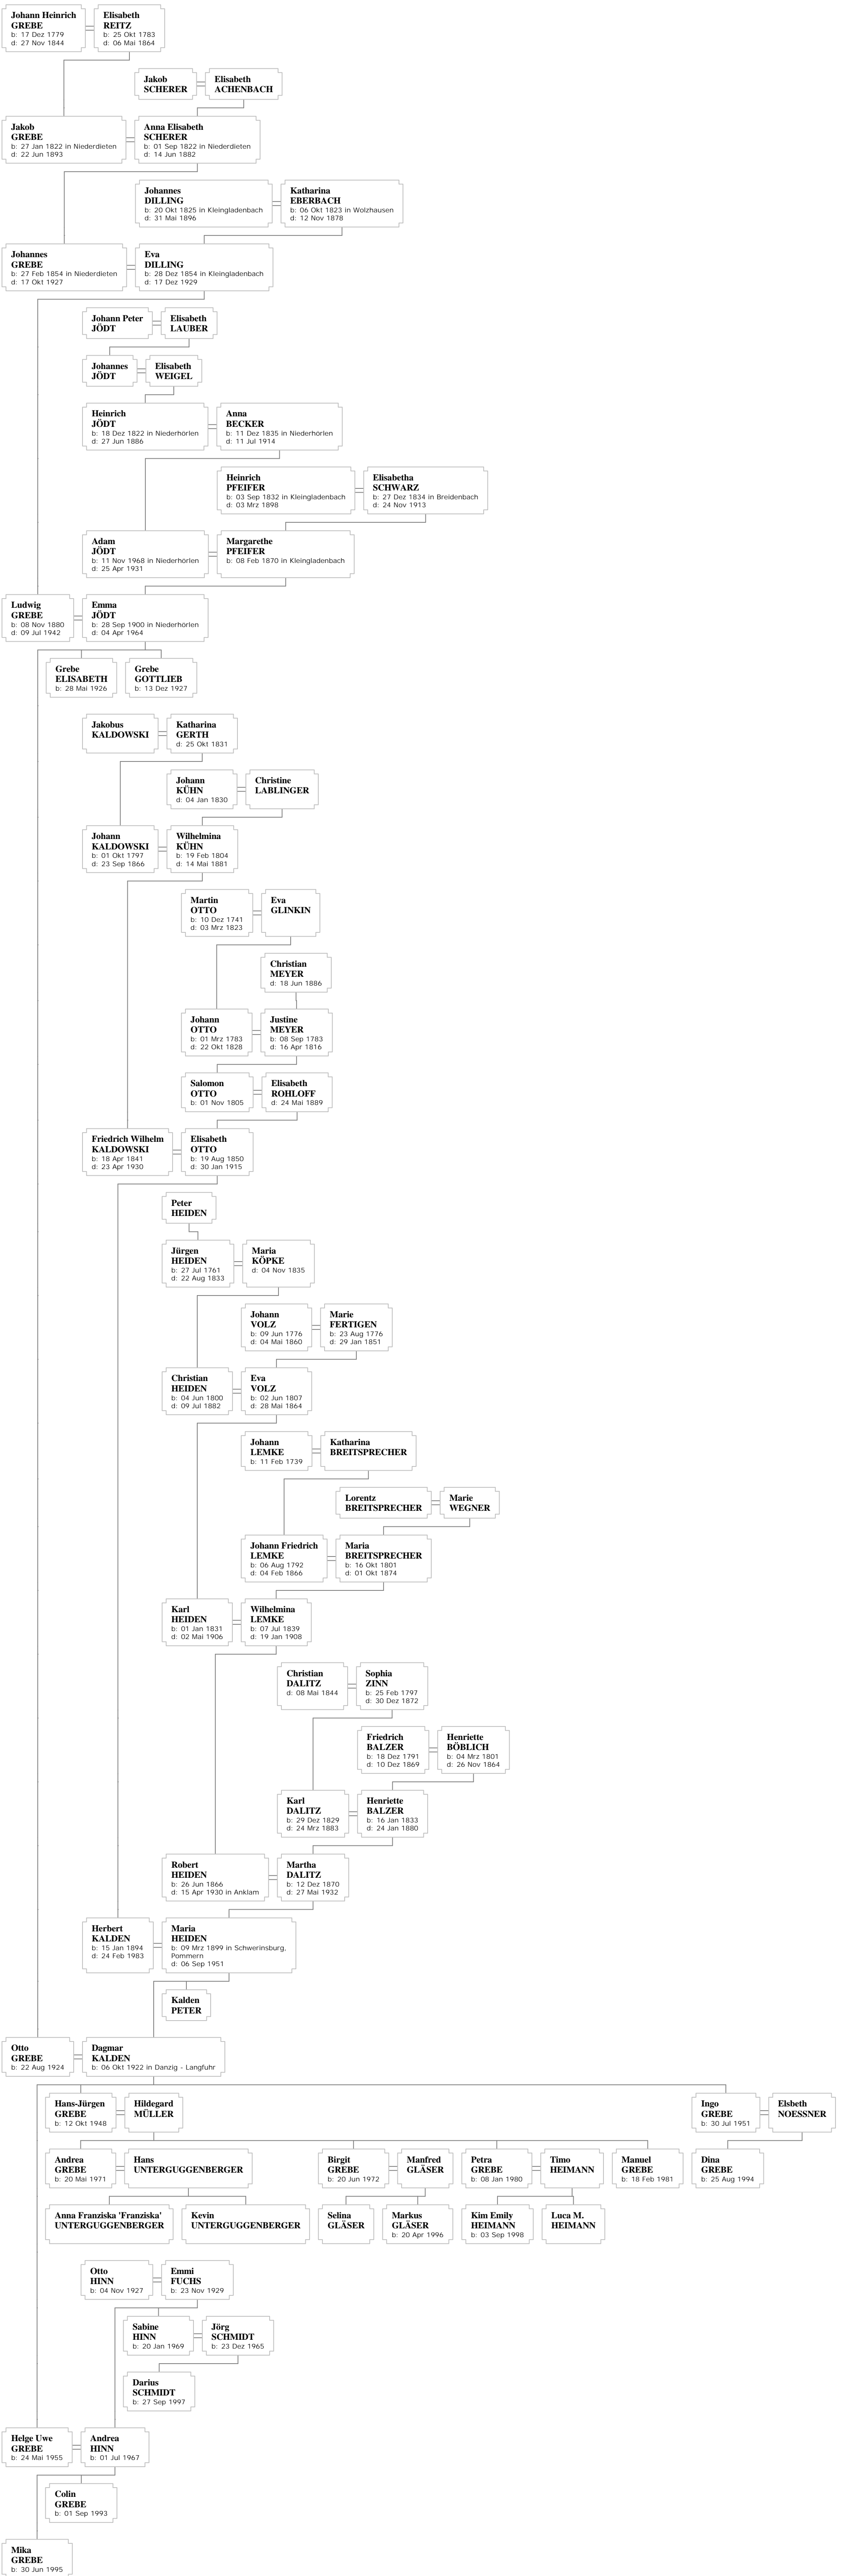 Johann Heinrich
GREBE
b: 17 Dez 1779
d: 27 Nov 1844
Elisabeth
REITZ
b: 25 Okt 1783
d: 06 Mai 1864
Jakob
SCHERER
Elisabeth
ACHENBACH
Jakob
GREBE
b: 27 Jan 1822 in Niederdieten
d: 22 Jun 1893
Anna Elisabeth
SCHERER
b: 01 Sep 1822 in Niederdieten
d: 14 Jun 1882
Johannes
DILLING
b: 20 Okt 1825 in Kleingladenbach
d: 31 Mai 1896
Katharina
EBERBACH
b: 06 Okt 1823 in Wolzhausen
d: 12 Nov 1878
Johannes
GREBE
b: 27 Feb 1854 in Niederdieten
d: 17 Okt 1927
Eva
DILLING
b: 28 Dez 1854 in Kleingladenbach
d: 17 Dez 1929
Johann Peter
JÖDT
Elisabeth
LAUBER
Johannes
JÖDT
Elisabeth
WEIGEL
Heinrich
JÖDT
b: 18 Dez 1822 in Niederhörlen
d: 27 Jun 1886
Anna
BECKER
b: 11 Dez 1835 in Niederhörlen
d: 11 Jul 1914
Heinrich
PFEIFER
b: 03 Sep 1832 in Kleingladenbach
d: 03 Mrz 1898
Elisabetha
SCHWARZ
b: 27 Dez 1834 in Breidenbach
d: 24 Nov 1913
Adam
JÖDT
b: 11 Nov 1968 in Niederhörlen
d: 25 Apr 1931
Margarethe
PFEIFER
b: 08 Feb 1870 in Kleingladenbach
Ludwig
GREBE
b: 08 Nov 1880
d: 09 Jul 1942
Emma
JÖDT
b: 28 Sep 1900 in Niederhörlen
d: 04 Apr 1964
Grebe
ELISABETH
b: 28 Mai 1926
Grebe
GOTTLIEB
b: 13 Dez 1927
Jakobus
KALDOWSKI
Katharina
GERTH
d: 25 Okt 1831
Johann
KÜHN
d: 04 Jan 1830
Christine
LABLINGER
Johann
KALDOWSKI
b: 01 Okt 1797
d: 23 Sep 1866
Wilhelmina
KÜHN
b: 19 Feb 1804
d: 14 Mai 1881
Martin
OTTO
b: 10 Dez 1741
d: 03 Mrz 1823
Eva
GLINKIN
Christian
MEYER
d: 18 Jun 1886
Johann
OTTO
b: 01 Mrz 1783
d: 22 Okt 1828
Justine
MEYER
b: 08 Sep 1783
d: 16 Apr 1816
Salomon
OTTO
b: 01 Nov 1805
Elisabeth
ROHLOFF
d: 24 Mai 1889
Friedrich Wilhelm
KALDOWSKI
b: 18 Apr 1841
d: 23 Apr 1930
Elisabeth
OTTO
b: 19 Aug 1850
d: 30 Jan 1915
Peter
HEIDEN
Jürgen
HEIDEN
b: 27 Jul 1761
d: 22 Aug 1833
Maria
KÖPKE
d: 04 Nov 1835
Johann
VOLZ
b: 09 Jun 1776
d: 04 Mai 1860
Marie
FERTIGEN
b: 23 Aug 1776
d: 29 Jan 1851
Christian
HEIDEN
b: 04 Jun 1800
d: 09 Jul 1882
Eva
VOLZ
b: 02 Jun 1807
d: 28 Mai 1864
Johann
LEMKE
b: 11 Feb 1739
Katharina
BREITSPRECHER
Lorentz
BREITSPRECHER
Marie
WEGNER
Johann Friedrich
LEMKE
b: 06 Aug 1792
d: 04 Feb 1866
Maria
BREITSPRECHER
b: 16 Okt 1801
d: 01 Okt 1874
Karl
HEIDEN
b: 01 Jan 1831
d: 02 Mai 1906
Wilhelmina
LEMKE
b: 07 Jul 1839
d: 19 Jan 1908
Christian
DALITZ
d: 08 Mai 1844
Sophia
ZINN
b: 25 Feb 1797
d: 30 Dez 1872
Friedrich
BALZER
b: 18 Dez 1791
d: 10 Dez 1869
Henriette
BÖBLICH
b: 04 Mrz 1801
d: 26 Nov 1864
Karl
DALITZ
b: 29 Dez 1829
d: 24 Mrz 1883
Henriette
BALZER
b: 16 Jan 1833
d: 24 Jan 1880
Robert
HEIDEN
b: 26 Jun 1866
d: 15 Apr 1930 in Anklam
Martha
DALITZ
b: 12 Dez 1870
d: 27 Mai 1932
Herbert
KALDEN
b: 15 Jan 1894
d: 24 Feb 1983
Maria
HEIDEN
b: 09 Mrz 1899 in Schwerinsburg,
Pommern
d: 06 Sep 1951
Kalden
PETER
Otto
GREBE
b: 22 Aug 1924
Dagmar
KALDEN
b: 06 Okt 1922 in Danzig - Langfuhr
Hans-Jürgen
GREBE
b: 12 Okt 1948
Hildegard
MÜLLER
Ingo
GREBE
b: 30 Jul 1951
Elsbeth
NOESSNER
Andrea
GREBE
b: 20 Mai 1971
Hans
UNTERGUGGENBERGER
Birgit
GREBE
b: 20 Jun 1972
Manfred
GLÄSER
Petra
GREBE
b: 08 Jan 1980
Timo
HEIMANN
Manuel
GREBE
b: 18 Feb 1981
Dina
GREBE
b: 25 Aug 1994
Anna Franziska 'Franziska'
UNTERGUGGENBERGER
Kevin
UNTERGUGGENBERGER
Selina
GLÄSER
Markus
GLÄSER
b: 20 Apr 1996
Kim Emily
HEIMANN
b: 03 Sep 1998
Luca M.
HEIMANN
Otto
HINN
b: 04 Nov 1927
Emmi
FUCHS
b: 23 Nov 1929
Sabine
HINN
b: 20 Jan 1969
Jörg
SCHMIDT
b: 23 Dez 1965
Darius
SCHMIDT
b: 27 Sep 1997
Helge Uwe
GREBE
b: 24 Mai 1955
Andrea
HINN
b: 01 Jul 1967
Colin
GREBE
b: 01 Sep 1993
Mika
GREBE
b: 30 Jun 1995